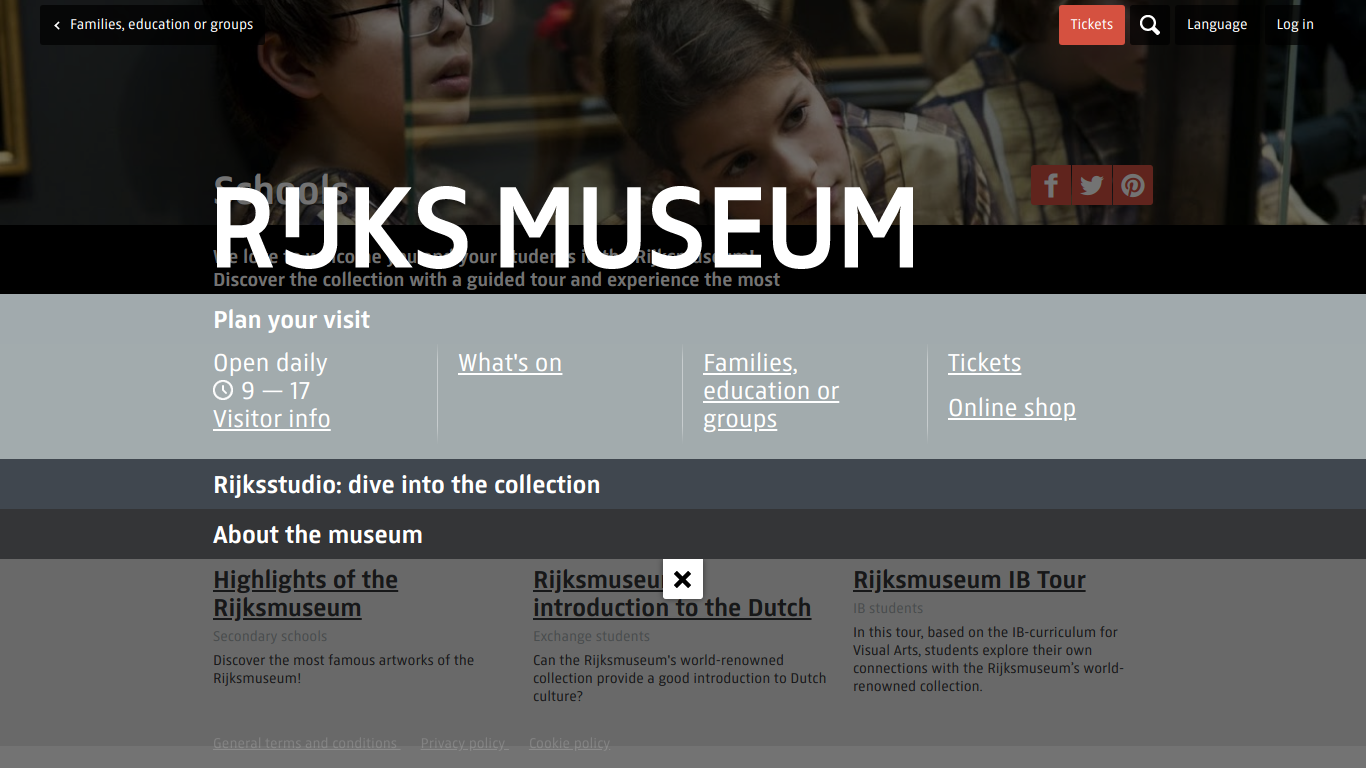 Families, education or groups
Tickets
Language
Log in
Schools
RIJKS MUSEUM
We love to welcome you and your students in the Rijksmuseum!
Discover the collection with a guided tour and experience the most
Plan your visit
Open daily
9 — 17
Visitor info
What's on
Families,
education or
groups
Tickets
Online shop
Rijksstudio: dive into the collection
About the museum
Highlights of the
Rijksmuseum
Secondary schools
Discover the most famous artworks of the
Rijksmuseum!
introduction to the Dutch
Exchange students
Can the Rijksmuseum's world-renowned
collection provide a good introduction to Dutch
culture?
Rijksmuseum IB Tour
IB students
In this tour, based on the IB-curriculum for
Visual Arts, students explore their own
connections with the Rijksmuseum's world-
renowned collection.
General terms and conditions
Privacy policy
Cookie policy